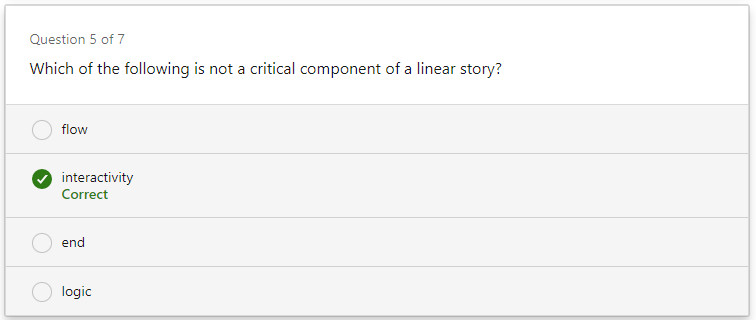 Question 5 of 7
Which of the following is not a critical component of a linear story?
flow
interactivity
Correct
end
logic